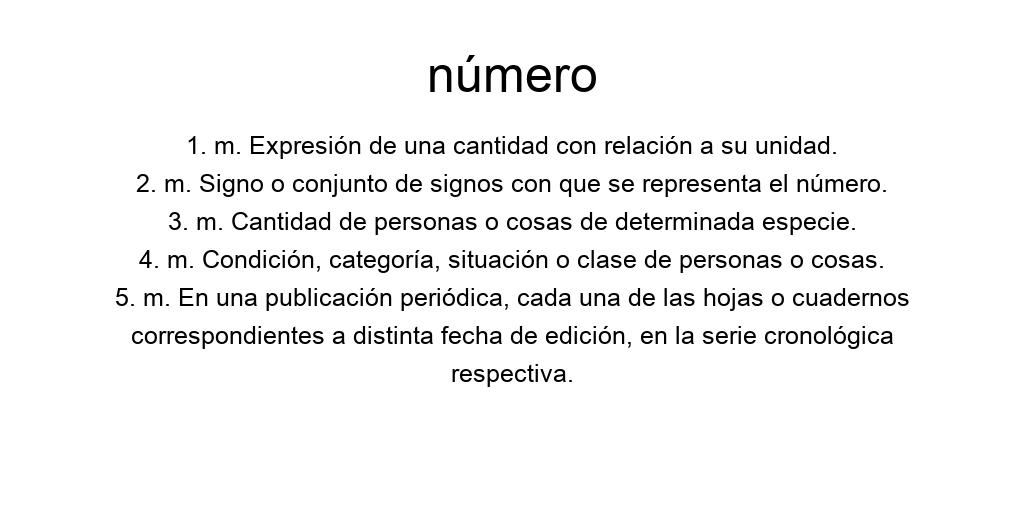 número
1. m. Expresión de una cantidad con relación a su unidad.
2. m. Signo o conjunto de signos con que se representa el número.
3. m. Cantidad de personas o cosas de determinada especie.
4. m. Condición, categoría, situación o clase de personas o cosas.
5. m. En una publicación periódica, cada una de las hojas o cuadernos
correspondientes a distinta fecha de edición, en la serie cronológica
respectiva.